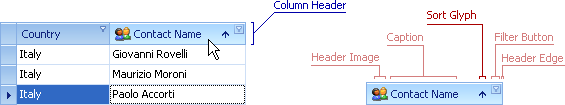 Column Header
Sort Glyph
Country Contact Name
Caption Filter Button
Italy Giovanni Rovelli
Header Image Header Edge
Italy Maurizio Moroni
Italy Paolo Accorti
Contact Name